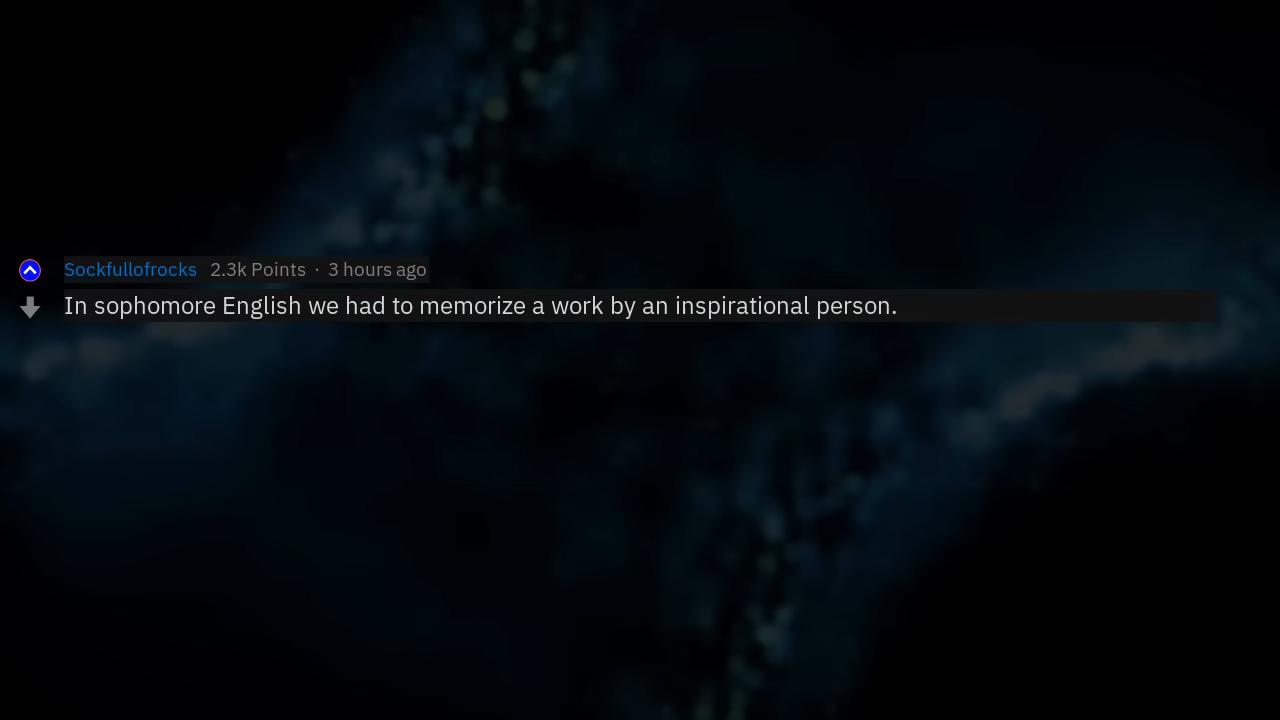 Sockfullofrocks 2.3k Points · 3 hours ago
In sophomore English we had to memorize a work by an inspirational person.